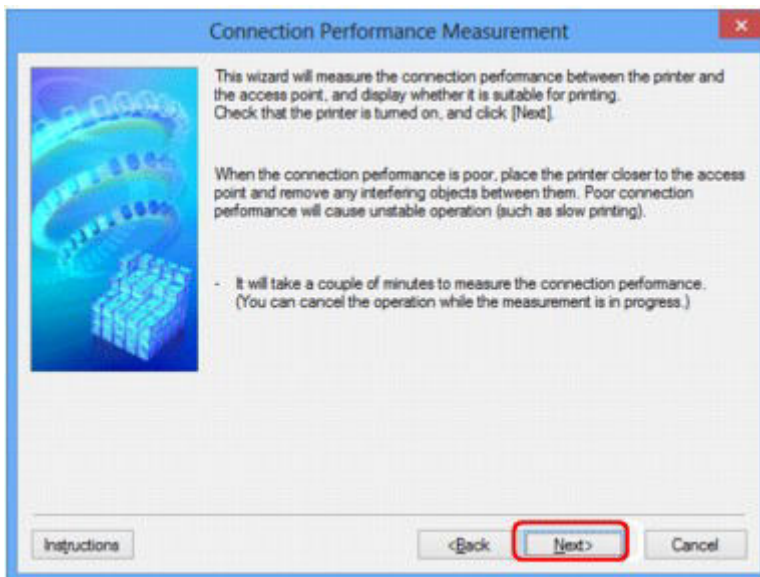 Connection Performance Measurement
This wizard will measure the connection performance between the printer and
the access point, and display whether it is suitable for printing.
Check that the printer is turned on, and click [Next].
When the connection performance is poor, place the printer closer to the access
point and remove any interfering objects between them. Poor connection
performance will cause unstable operation (such as slow printing).
- It will take a couple of minutes to measure the connection performance.
(You can cancel the operation while the measurement is in progress.)
Instructions
<Back
Next>
Cancel